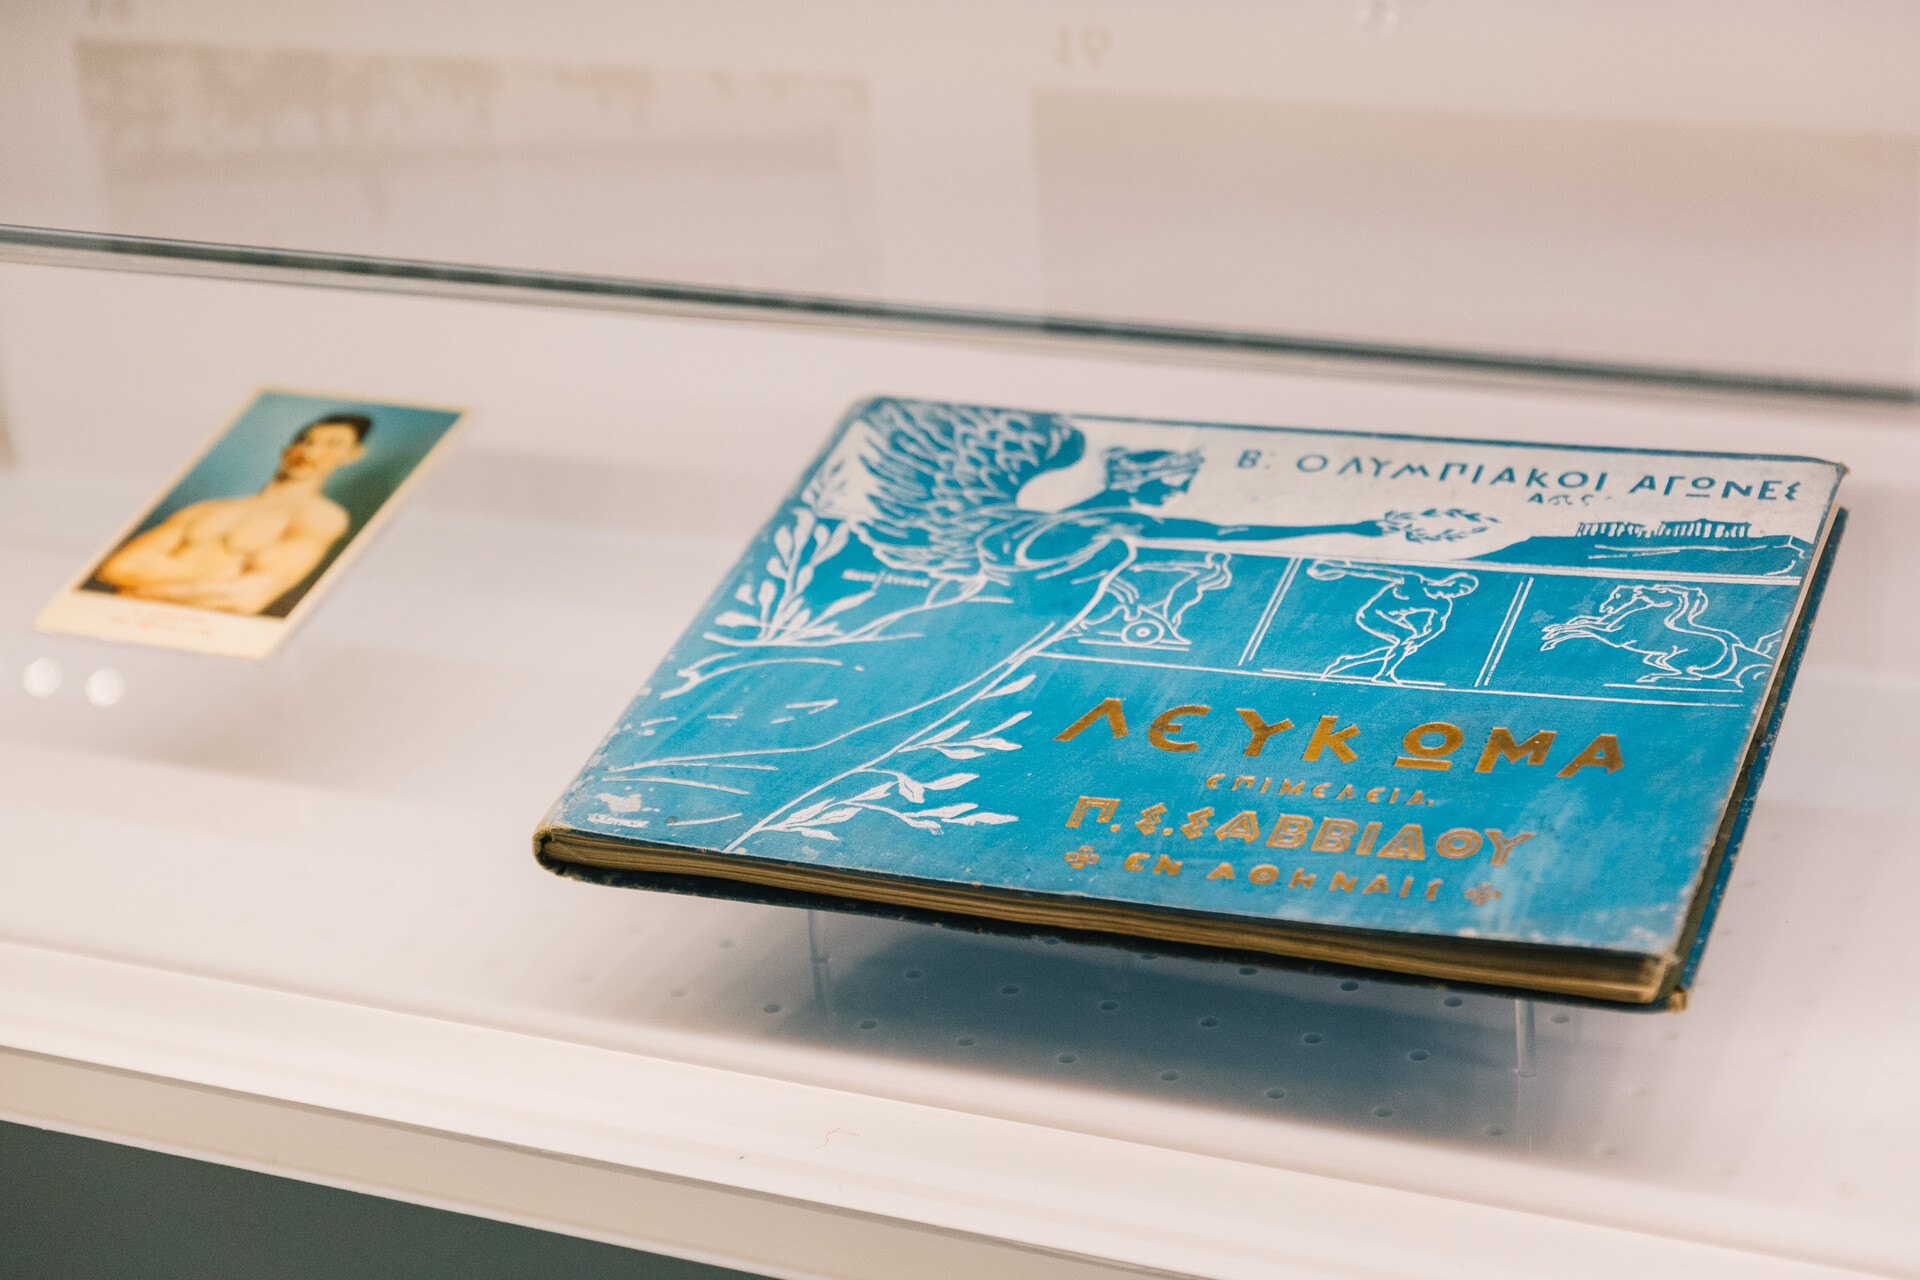 Β: ΟΛΥΜΠΙΑΚΟΙ ΑΓΩΝΕΣ
ΛΕΥΚΩΜΑ
ΕΠΙΜΕΛΕΙΑ.
Π.Σ.ΣΑΒΒΙΔΟΥ
ΕΝ ΑΘΗΝΑΙΣ